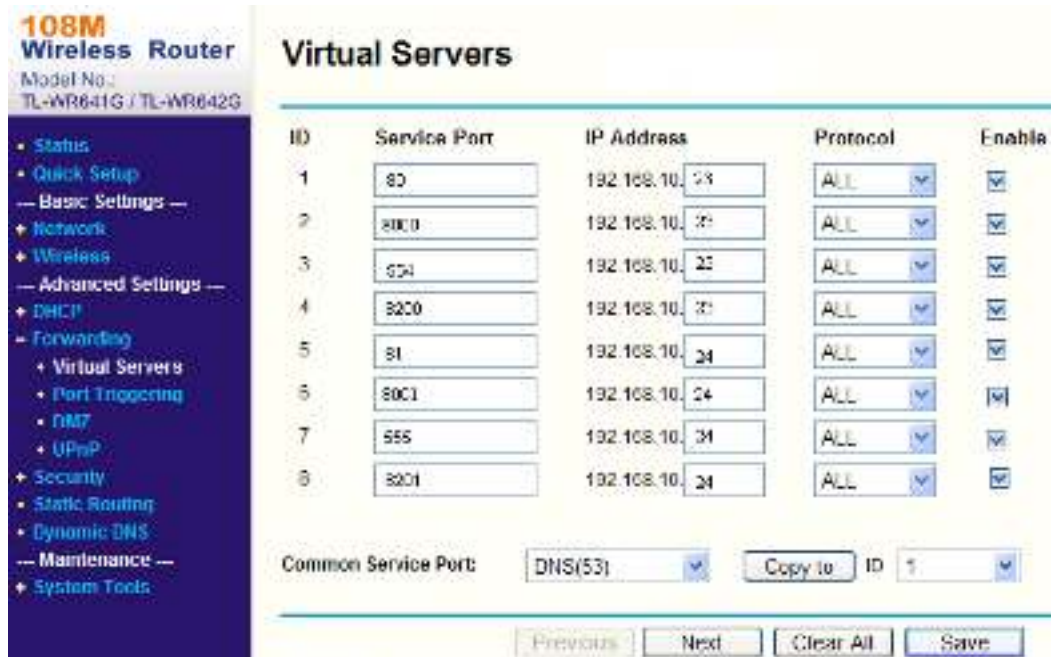 108M
Wireless Router
Model No.:
TL-WR641G / TL-WR642G
Status
Quick Setup
--- Basic Settings ---
Network
Wireless
--- Advanced Settings ---
DHCP
Forwarding
Virtual Servers
Port Triggering
DMZ
UPnP
Security
Static Routing
Dynamic DNS
--- Maintenance ---
System Tools
Virtual Servers
ID Service Port IP Address Protocol Enable
1 80 192.168.10. 23 ALL
2 8000 192.168.10. 23 ALL
3 554 192.168.10. 23 ALL
4 8200 192.168.10. 23 ALL
5 81 192.168.10. 24 ALL
6 8001 192.168.10. 24 ALL
7 555 192.168.10. 24 ALL
8 8201 192.168.10. 24 ALL
Common Service Port: DNS(53) Copy to ID 1
Previous Next Clear All Save